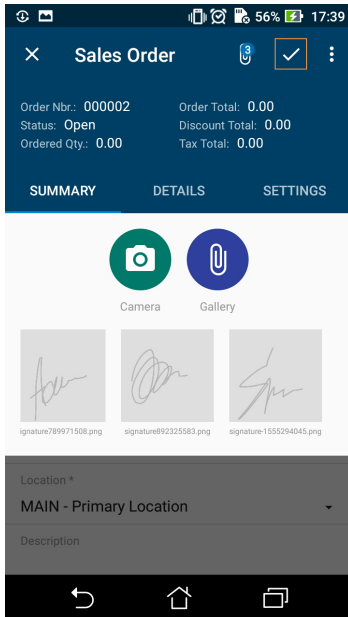 56% 17:39
Sales Order 3
Order Nbr.: 000002 Order Total: 0.00
Status: Open Discount Total: 0.00
Ordered Qty.: 0.00 Tax Total: 0.00
SUMMARY DETAILS SETTINGS
Camera Gallery
ignature789971508.png signature892325583.png signature-1555294045.png
Location *
MAIN - Primary Location
Description